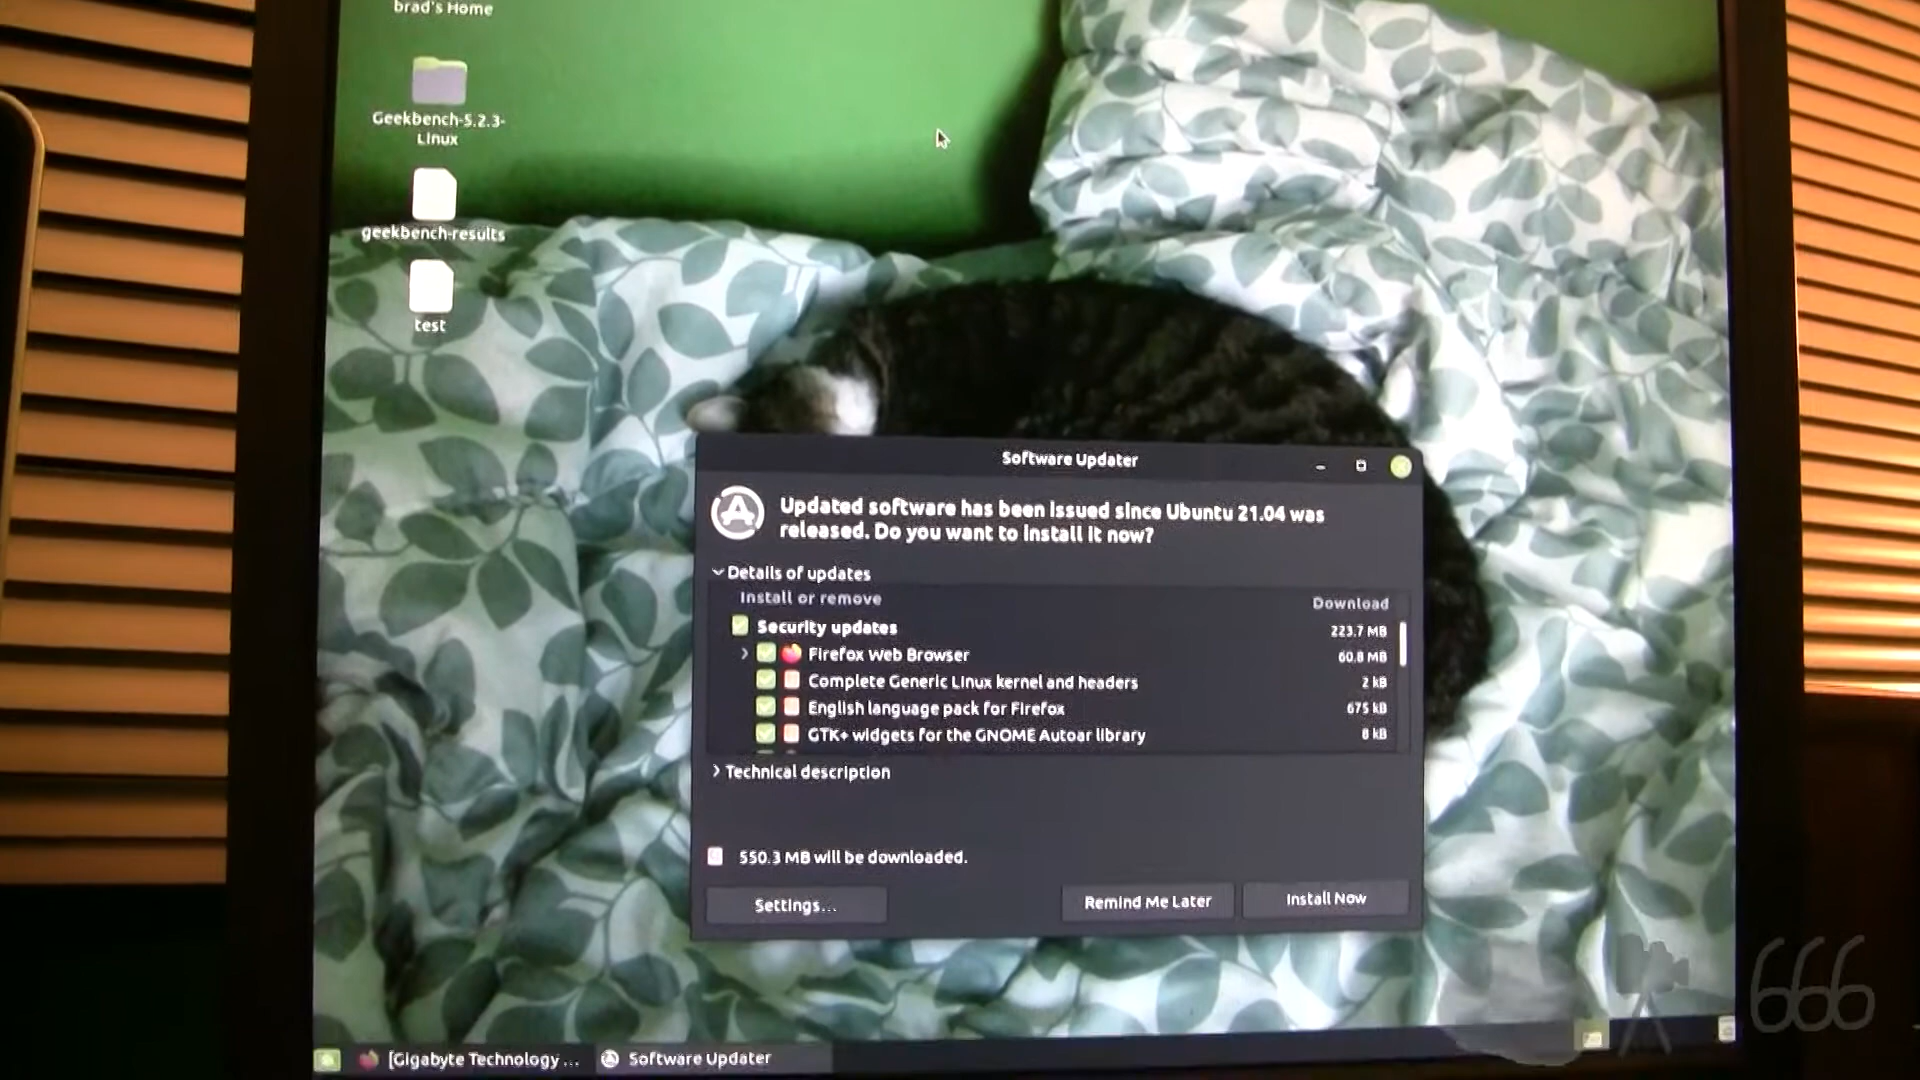 brad's Home
Geekbench-5.2.3-
Linux
geekbench-results
test
Software Updater
Updated software has been issued since Ubuntu 21.04 was
released. Do you want to install it now?
Details of updates
Install or remove Download
Security updates 223.7 MB
Firefox Web Browser 60.8 MB
Complete Generic Linux kernel and headers 2 kB
English language pack for Firefox 675 kB
GTK+ widgets for the GNOME Autoar library 8 kB
Technical description
550.3 MB will be downloaded.
Settings...
Remind Me Later
Install Now
666
[Gigabyte Technology ...
Software Updater